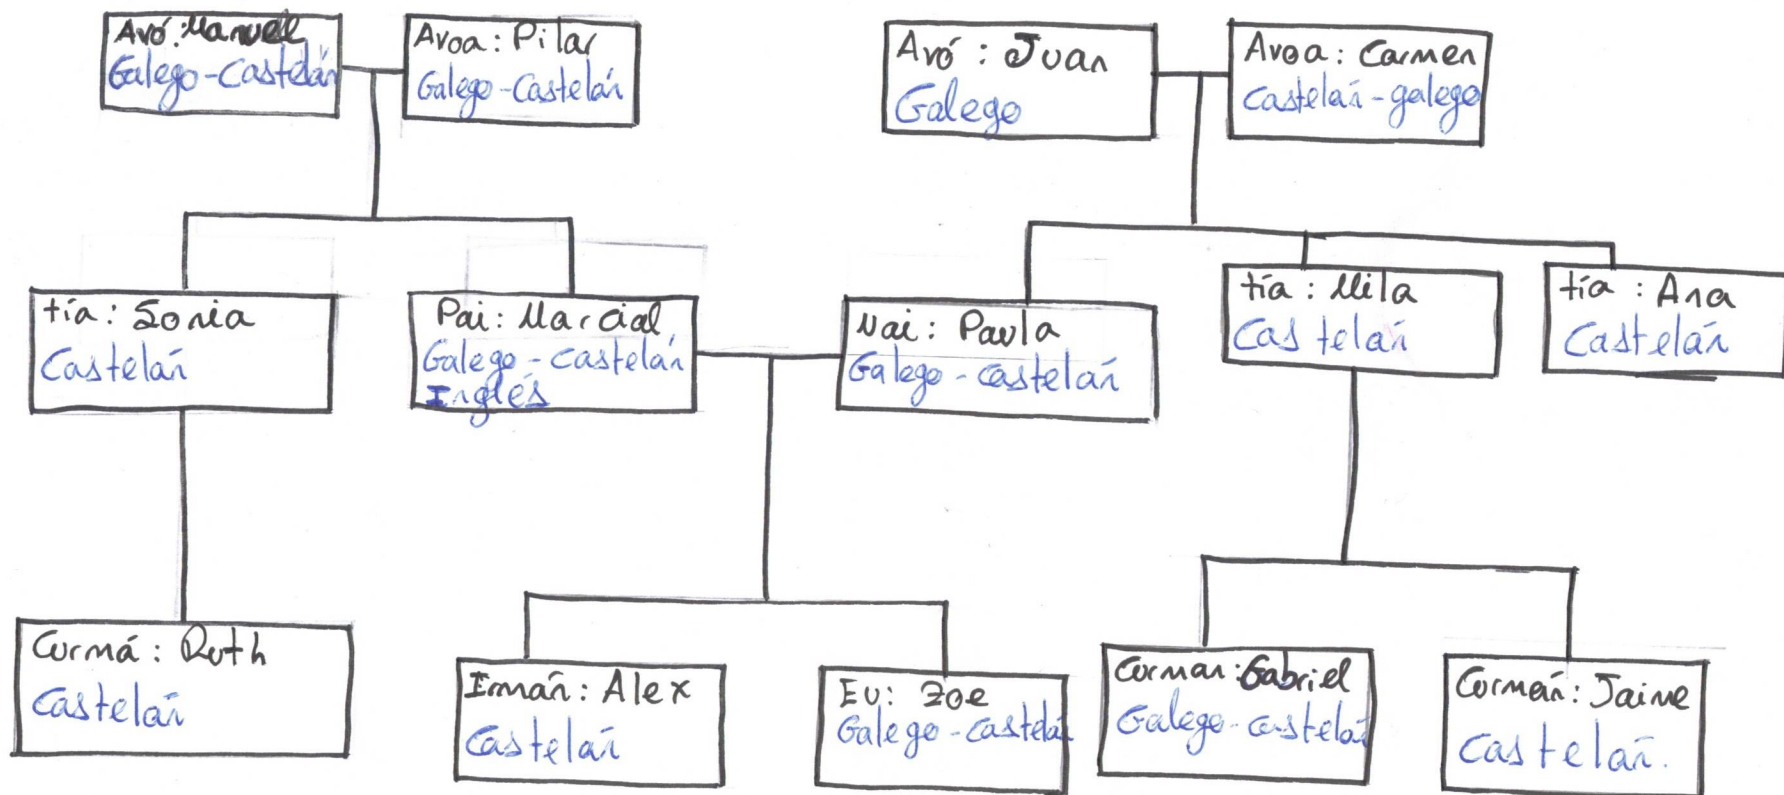 Avó: Manuel
Galego-Castelán
Avoa: Pilar
Galego-Castelán
Avó: Juan
Galego
Avoa: Carmen
Castelán-galego
tía: Sonia
Castelán
Pai: Marcial
Galego-castelán
Inglés
Nai: Paula
Galego-castelán
tía: Mila
Castelán
tía: Ana
Castelán
Curmá: Ruth
Castelán
Irmán: Alex
Castelán
Eu: Zoe
Galego-castelán
Curmán: Gabriel
Galego-castelán
Curmán: Jaime
Castelán.